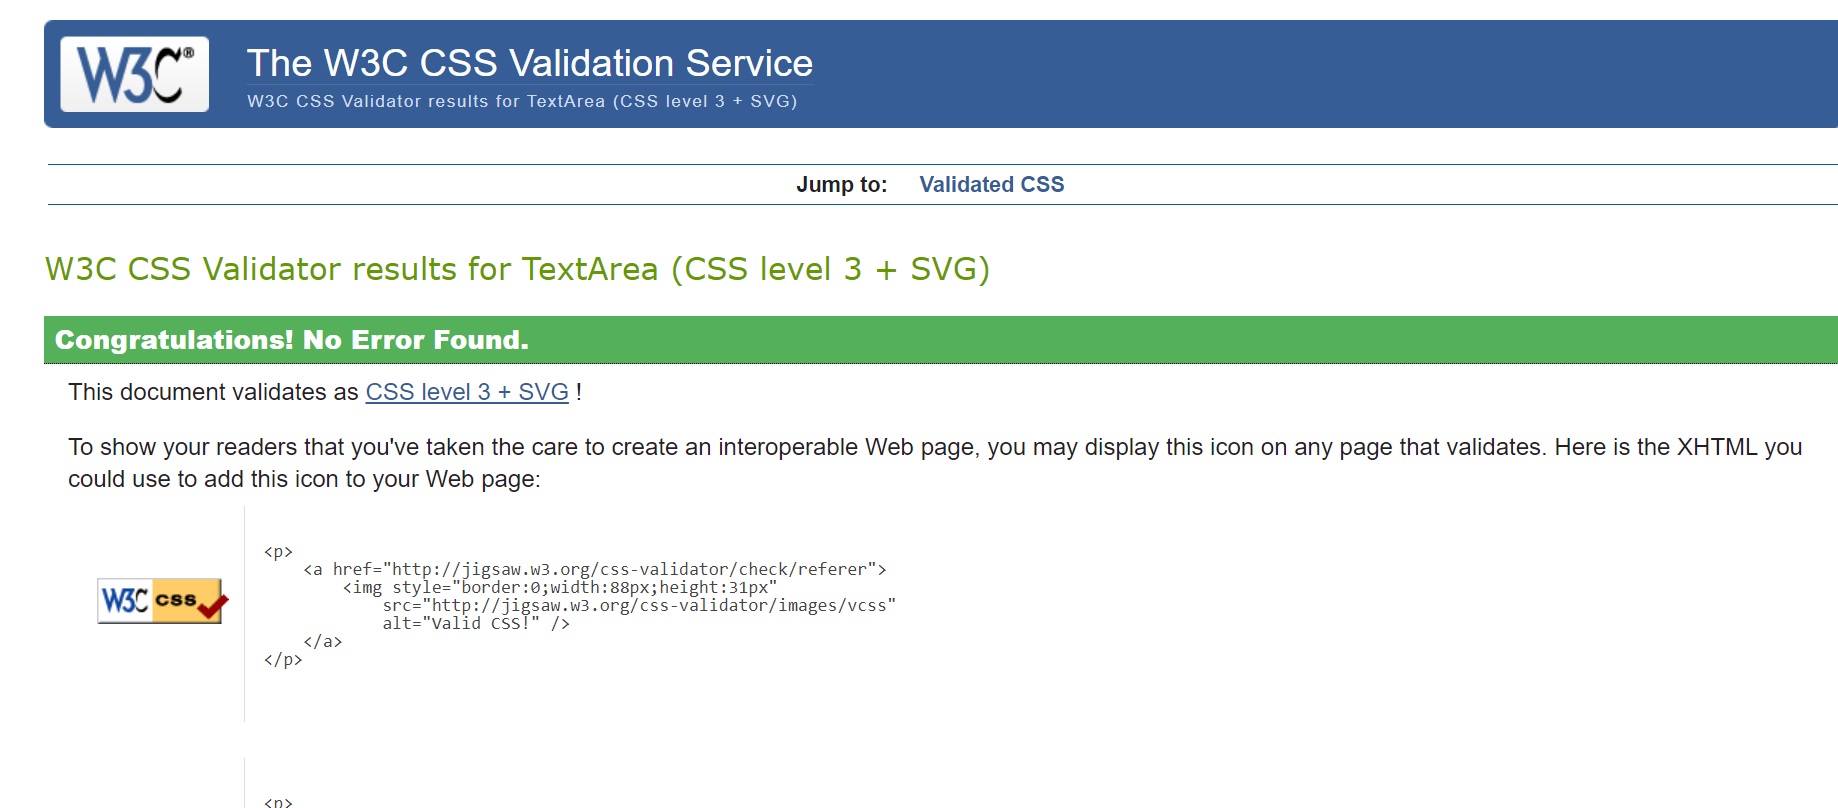 W3C®
The W3C CSS Validation Service
W3C CSS Validator results for TextArea (CSS level 3 + SVG)
Jump to: Validated CSS
W3C CSS Validator results for TextArea (CSS level 3 + SVG)
Congratulations! No Error Found.
This document validates as CSS level 3 + SVG !
To show your readers that you've taken the care to create an interoperable Web page, you may display this icon on any page that validates. Here is the XHTML you
could use to add this icon to your Web page:
W3C css
<p>
    <a href="http://jigsaw.w3.org/css-validator/check/referer">
        <img style="border:0;width:88px;height:31px"
            src="http://jigsaw.w3.org/css-validator/images/vcss"
            alt="Valid CSS!" />
    </a>
</p>
<p>